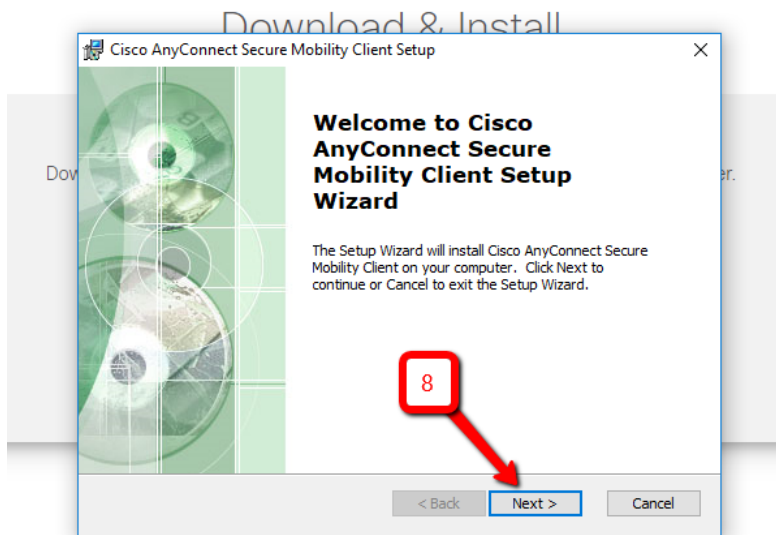 Download & Install
Cisco AnyConnect Secure Mobility Client Setup
Welcome to Cisco
AnyConnect Secure
Mobility Client Setup
Wizard
The Setup Wizard will install Cisco AnyConnect Secure
Mobility Client on your computer. Click Next to
continue or Cancel to exit the Setup Wizard.
8
< Back
Next >
Cancel